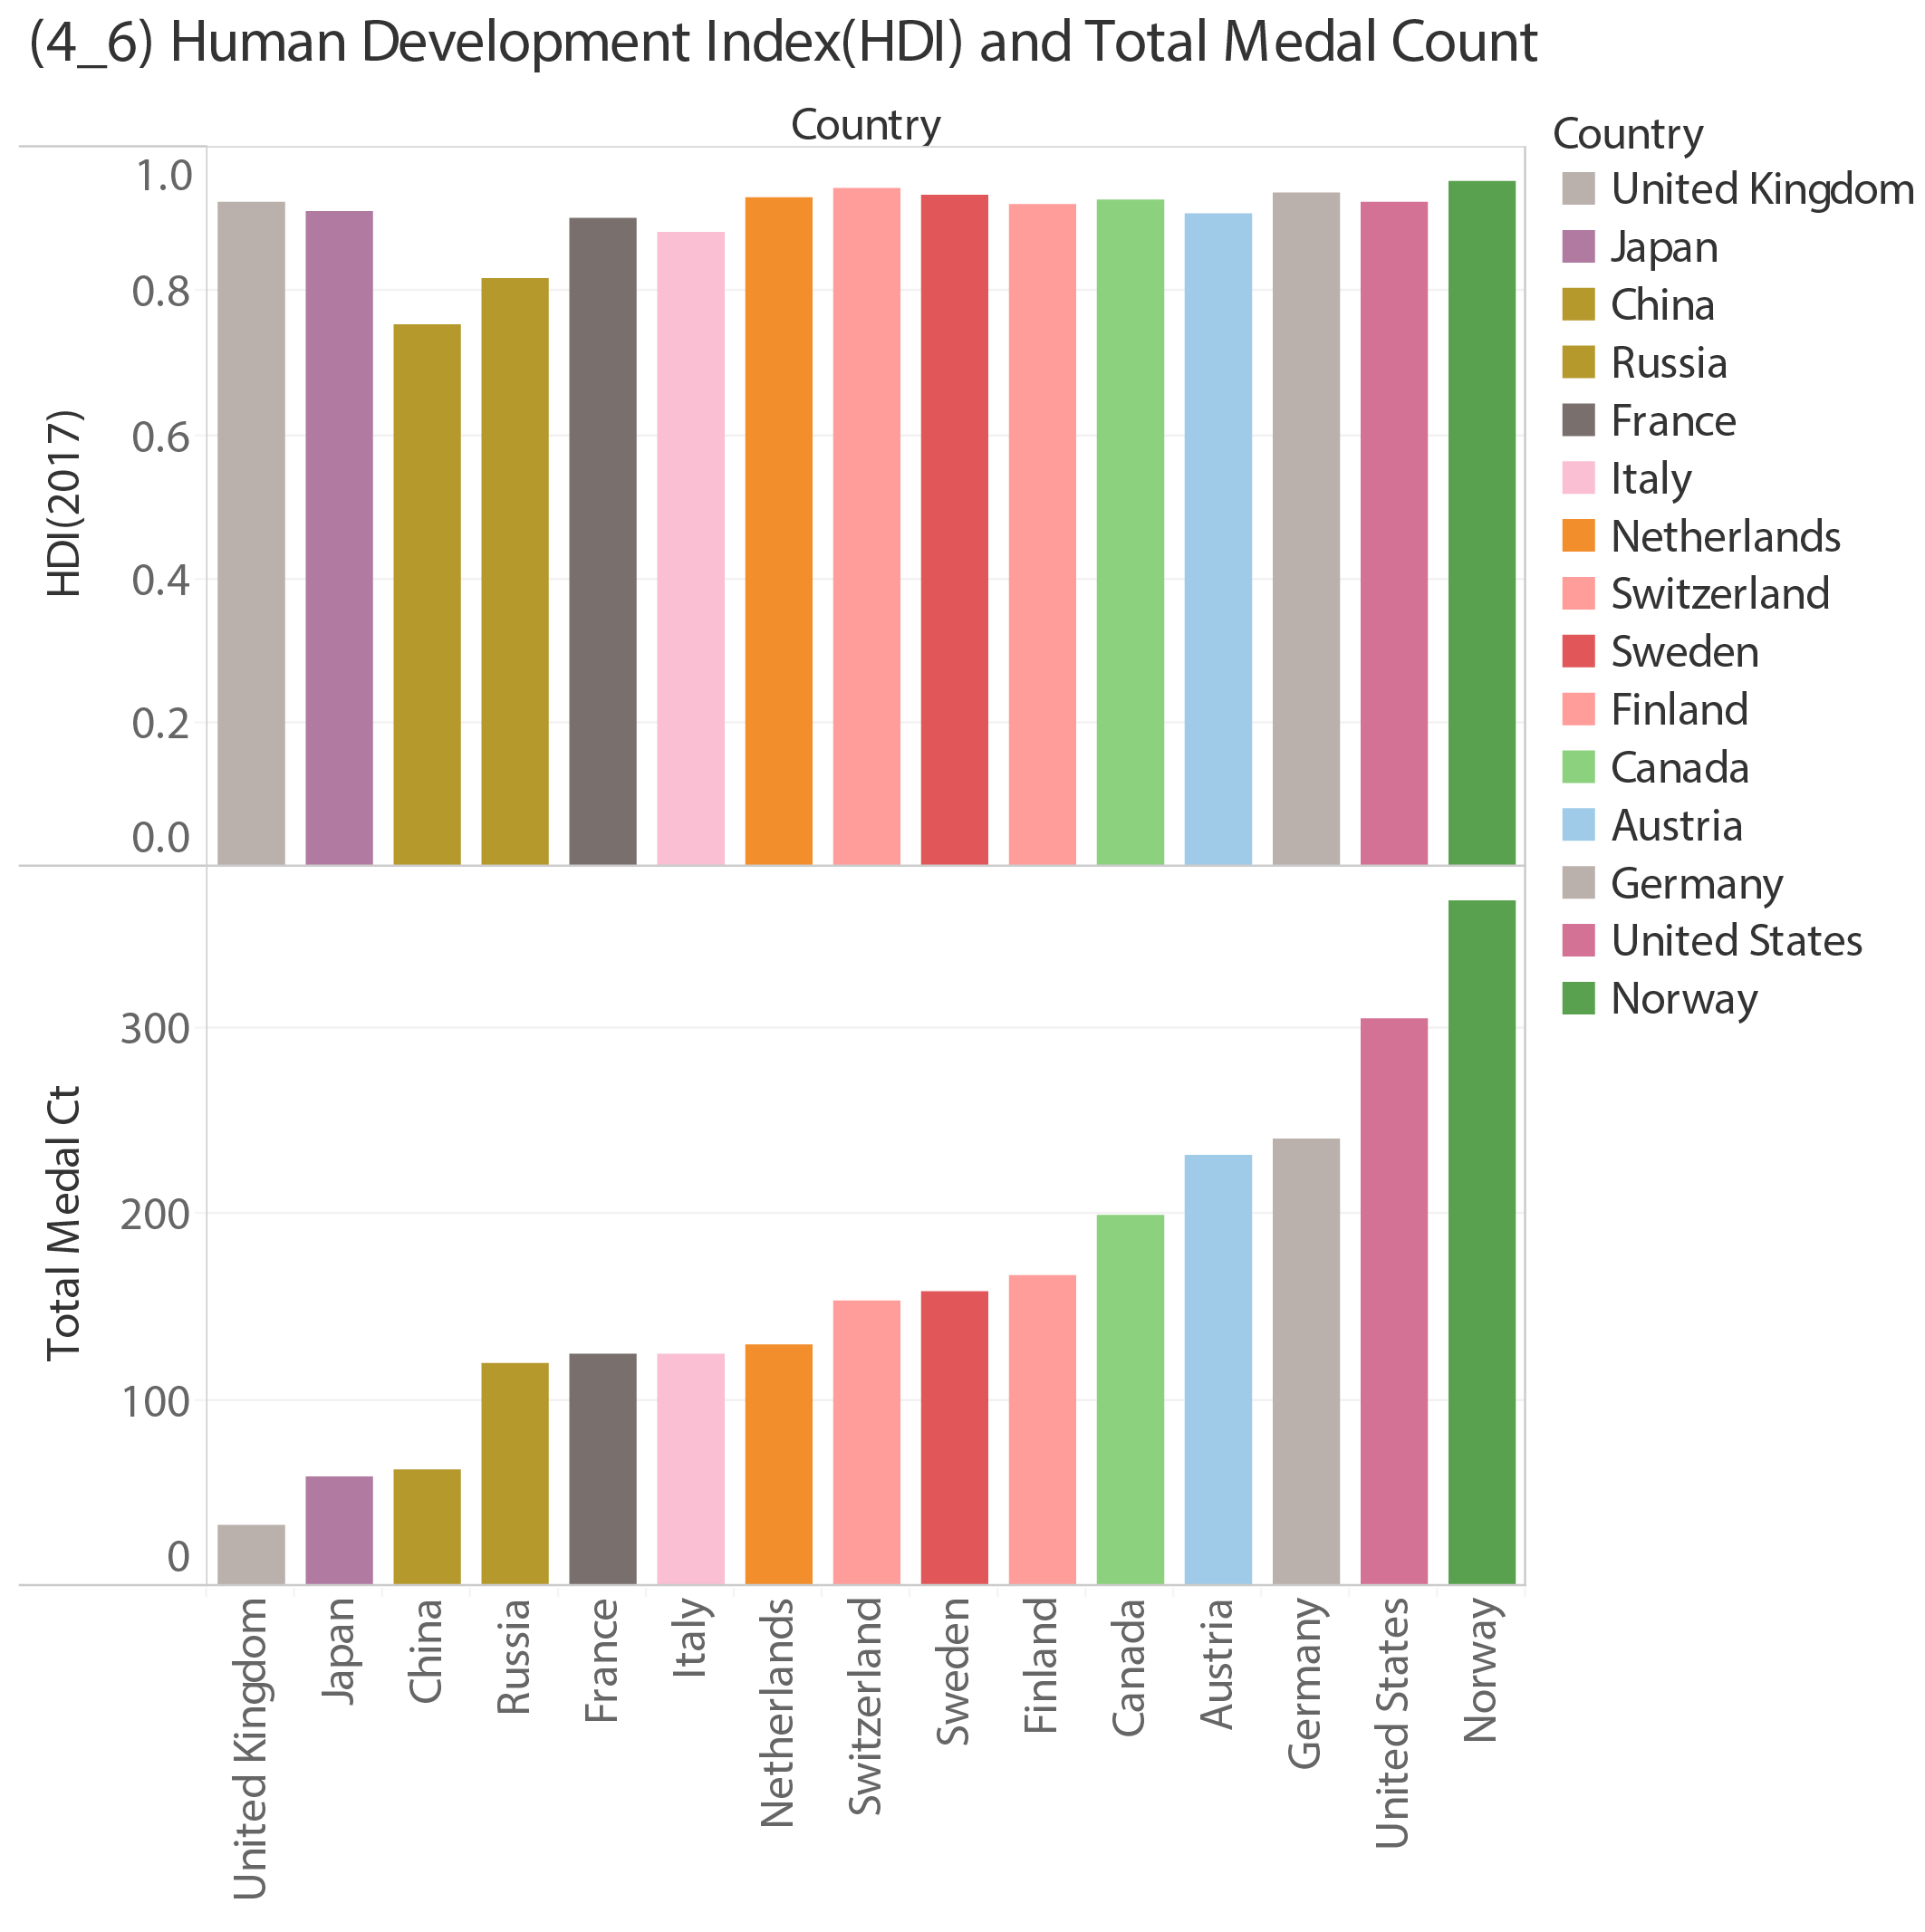 (4_6) Human Development Index(HDI) and Total Medal Count
Country
1.0
0.8
0.6
0.4
0.2
0.0
HDI(2017)
300
200
100
0
Total Medal Ct
United Kingdom
Japan
China
Russia
France
Italy
Netherlands
Switzerland
Sweden
Finland
Canada
Austria
Germany
United States
Norway
Country
United Kingdom
Japan
China
Russia
France
Italy
Netherlands
Switzerland
Sweden
Finland
Canada
Austria
Germany
United States
Norway